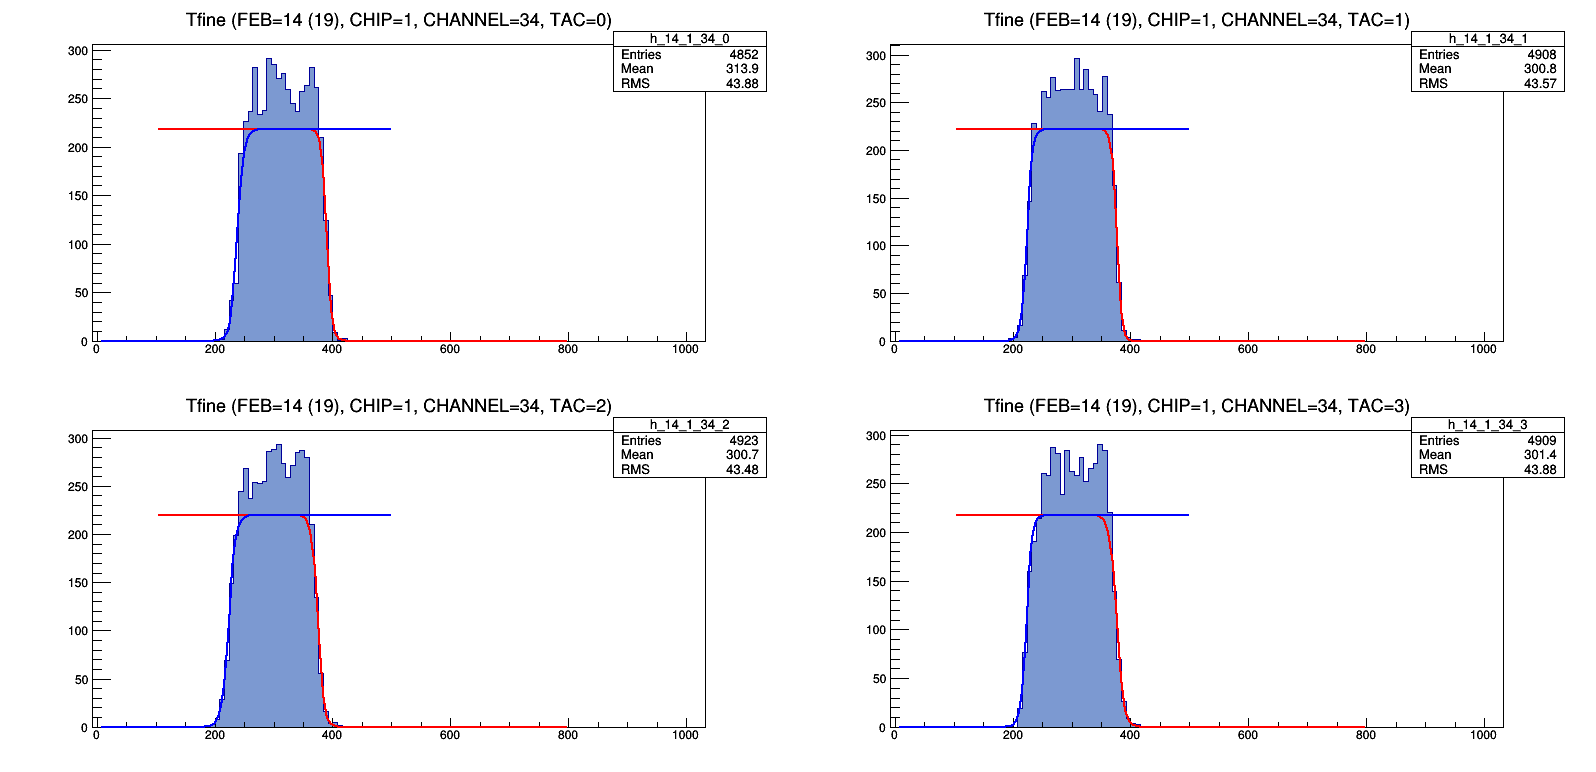 Tfine (FEB=14 (19), CHIP=1, CHANNEL=34, TAC=0)
h_14_1_34_0
Entries 4852
Mean 313.9
RMS 43.88
300
250
200
150
100
50
0
0 200 400 600 800 1000
Tfine (FEB=14 (19), CHIP=1, CHANNEL=34, TAC=1)
h_14_1_34_1
Entries 4908
Mean 300.8
RMS 43.57
300
250
200
150
100
50
0
0 200 400 600 800 1000
Tfine (FEB=14 (19), CHIP=1, CHANNEL=34, TAC=2)
h_14_1_34_2
Entries 4923
Mean 300.7
RMS 43.48
300
250
200
150
100
50
0
0 200 400 600 800 1000
Tfine (FEB=14 (19), CHIP=1, CHANNEL=34, TAC=3)
h_14_1_34_3
Entries 4909
Mean 301.4
RMS 43.88
300
250
200
150
100
50
0
0 200 400 600 800 1000